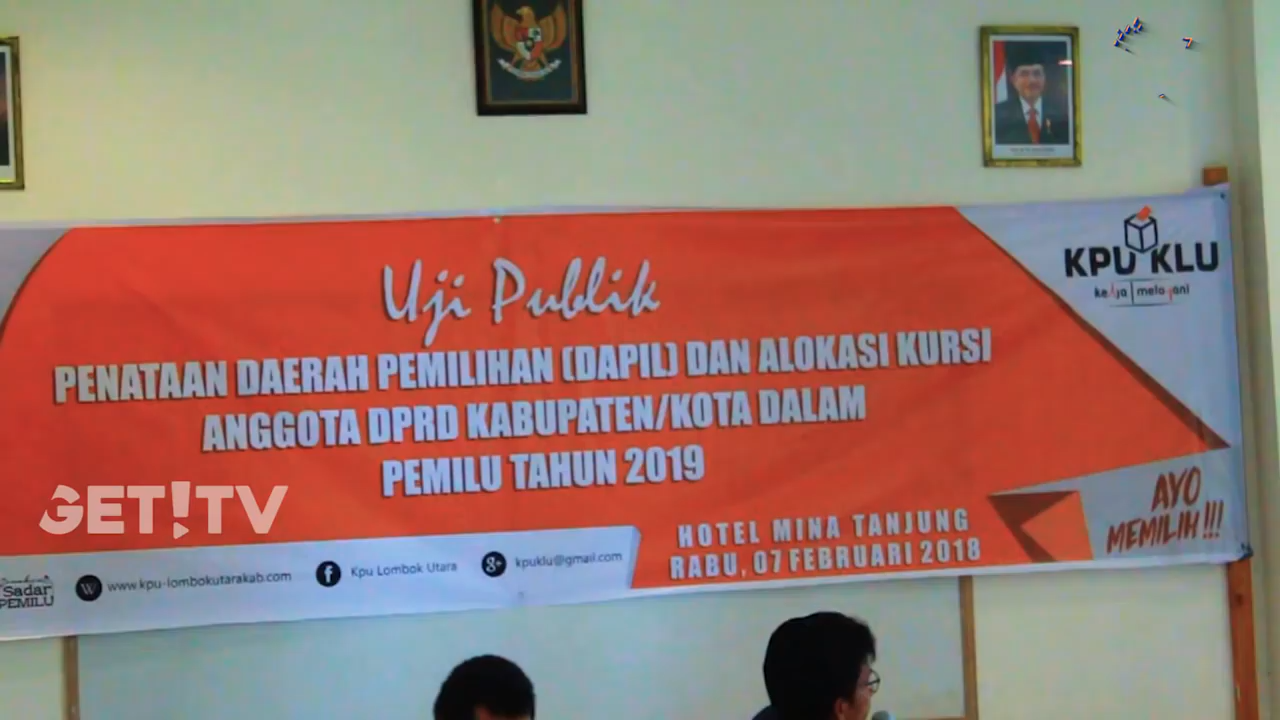 KPU KLU
kerja melayani
Uji Publik
PENATAAN DAERAH PEMILIHAN (DAPIL) DAN ALOKASI KURSI
ANGGOTA DPRD KABUPATEN/KOTA DALAM
PEMILU TAHUN 2019
HOTEL MINA TANJUNG
RABU, 07 FEBRUARI 2018
AYO
MEMILIH!!!
GET!TV
Sadar
PEMILU
www.kpu-lombokutarakab.com
Kpu Lombok Utara
kpuklu@gmail.com